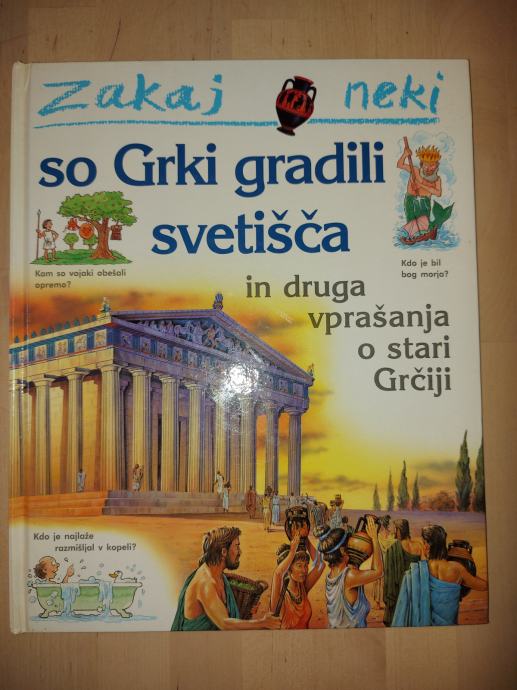 zakaj neki
so Grki gradili
svetišča
in druga
vprašanja
o stari
Grčiji
Kam so vojaki obešali
opremo?
Kdo je bil
bog morja?
Kdo je najlaže
razmišljal v kopeli?